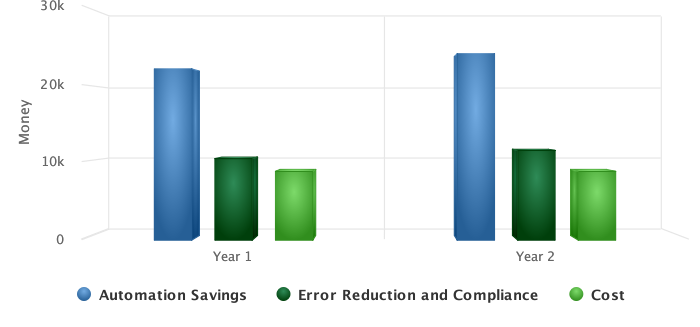 30k
20k
Money
10k
0
Year 1 Year 2
Automation Savings Error Reduction and Compliance Cost